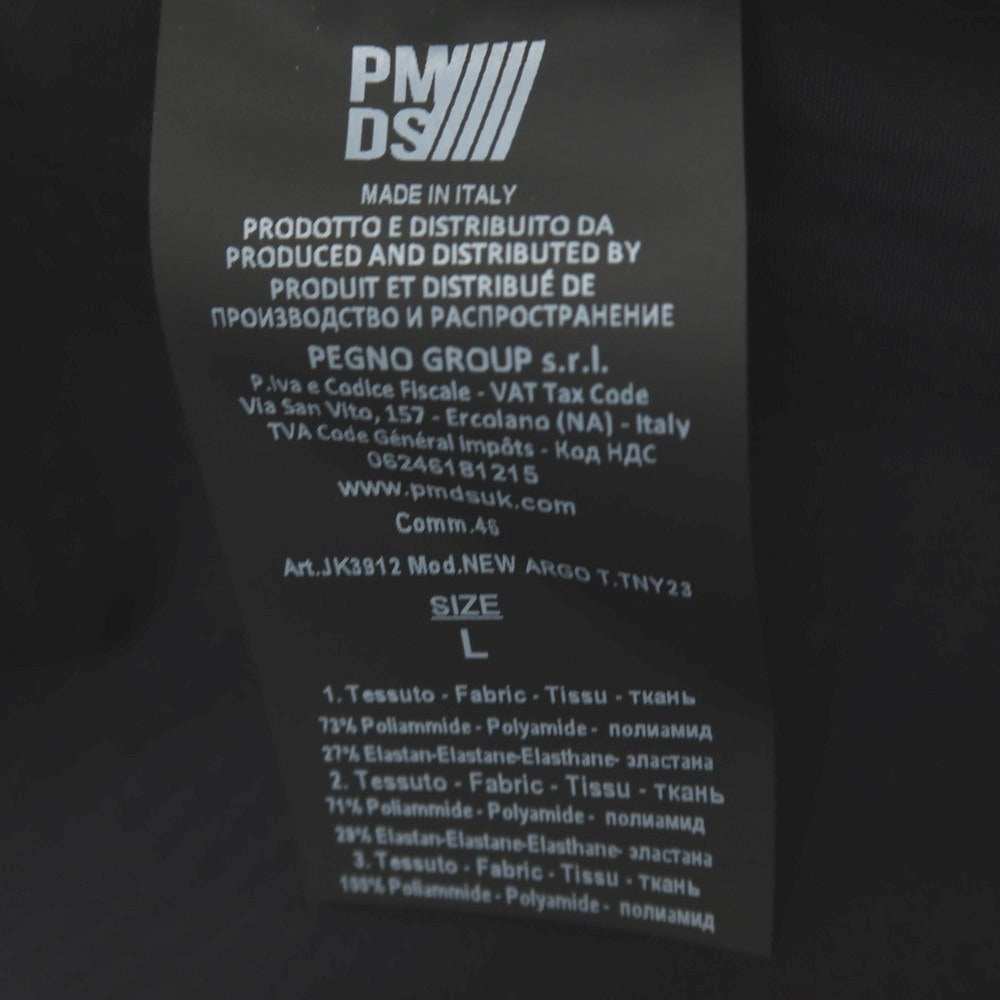 PM
DS
MADE IN ITALY
PRODOTTO E DISTRIBUITO DA
PRODUCED AND DISTRIBUTED BY
PRODUIT ET DISTRIBUÉ DE
ПРОИЗВОДСТВО И РАСПРОСТРАНЕНИЕ
PEGNO GROUP s.r.l.
P.Iva e Codice Fiscale - VAT Tax Code
Via San Vito, 157 - Ercolano (NA) - Italy
TVA Code Général Impôts - Код НДС
06246181215
www.pmdsuk.com
Comm.46
Art.JK3912 Mod.NEW ARGO T.TNY23
SIZE
L
1.Tessuto - Fabric - Tissu - ткань
73% Poliammide - Polyamide - полиамид
27% Elastan-Elastane-Elasthane- эластана
2. Tessuto - Fabric - Tissu - ткань
71% Poliammide - Polyamide - полиамид
29% Elastan-Elastane-Elasthane- эластана
3.Tessuto - Fabric - Tissu - ткань
100% Poliammide - Polyamide - полиамид